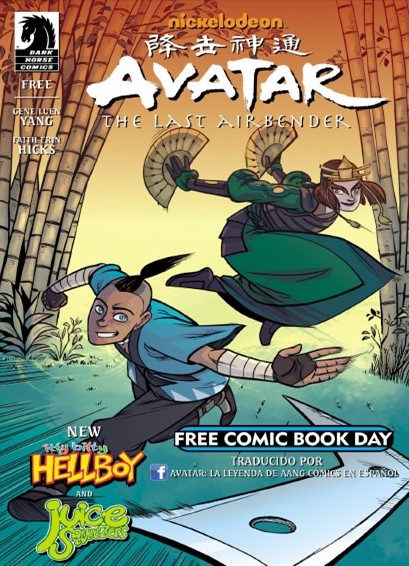 nickelodeon
降去神通
AVATAR
THE LAST AIRBENDER
DARK
HORSE
COMICS
FREE
GENE LUEN
YANG
FAITH ERIN
HICKS
NEW
itty bitty
HELLBOY
AND
Juice
Squeezers
FREE COMIC BOOK DAY
TRADUCIDO POR
f
AVATAR: LA LEYENDA DE AANG COMICS EN ESPAÑOL